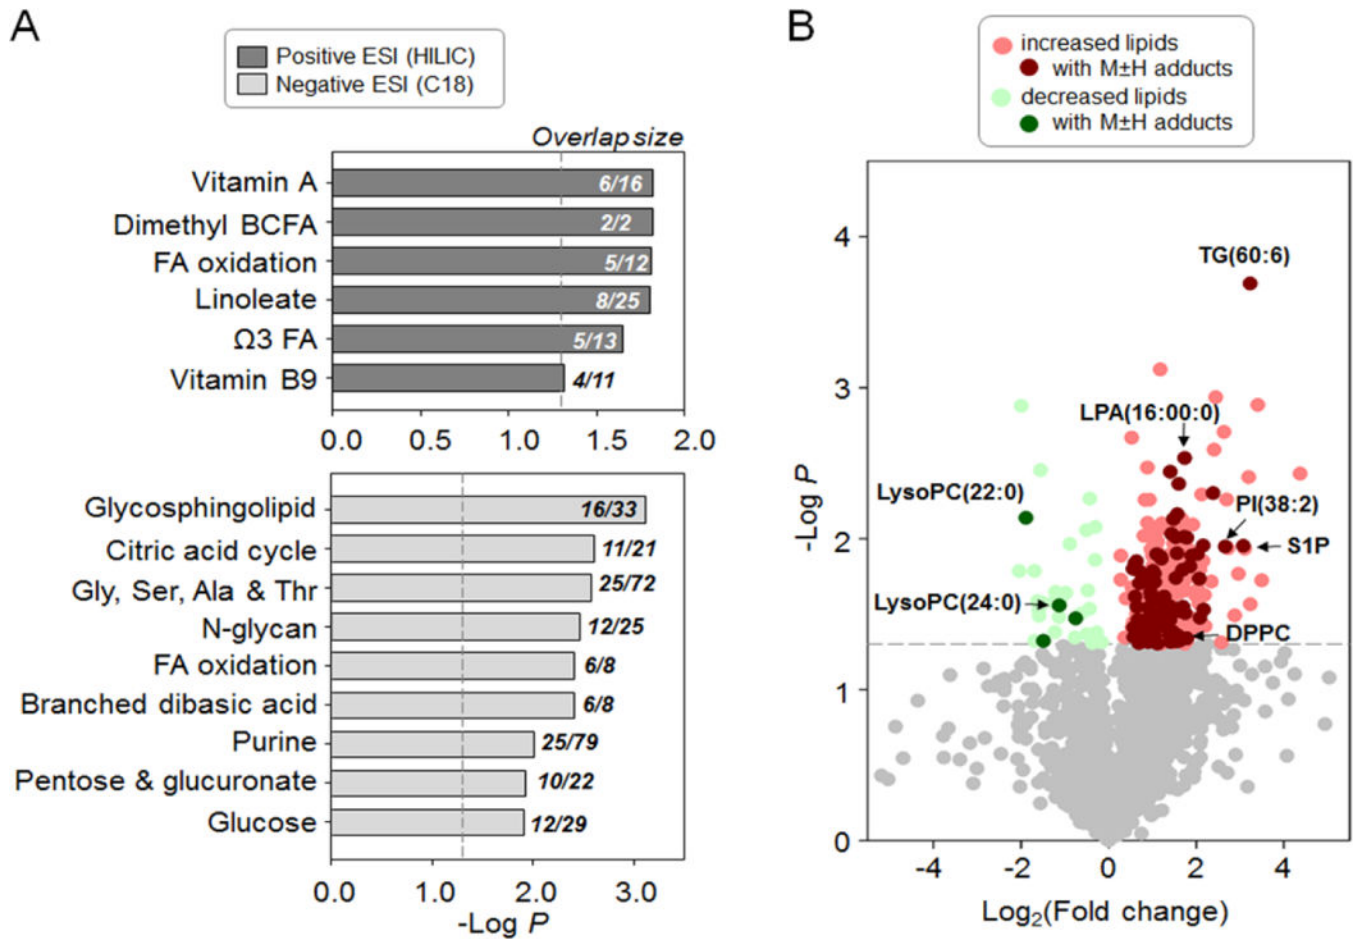 A
Positive ESI (HILIC)
Negative ESI (C18)
Overlap size
Vitamin A
6/16
Dimethyl BCFA
2/2
FA oxidation
5/12
Linoleate
8/25
Ω3 FA
5/13
Vitamin B9
4/11
0.0 0.5 1.0 1.5 2.0
Glycosphingolipid
16/33
Citric acid cycle
11/21
Gly, Ser, Ala & Thr
25/72
N-glycan
12/25
FA oxidation
6/8
Branched dibasic acid
6/8
Purine
25/79
Pentose & glucuronate
10/22
Glucose
12/29
0.0 1.0 2.0 3.0
-Log P
B
increased lipids
with M±H adducts
decreased lipids
with M±H adducts
4
3
2
1
0
-Log P
TG(60:6)
LPA(16:00:0)
LysoPC(22:0)
PI(38:2)
S1P
LysoPC(24:0)
DPPC
-4 -2 0 2 4
Log2(Fold change)